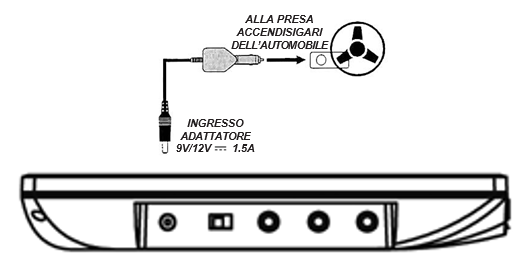 ALLA PRESA
ACCENDISIGARI
DELL'AUTOMOBILE
INGRESSO
ADATTATORE
9V/12V ⎓ 1.5A